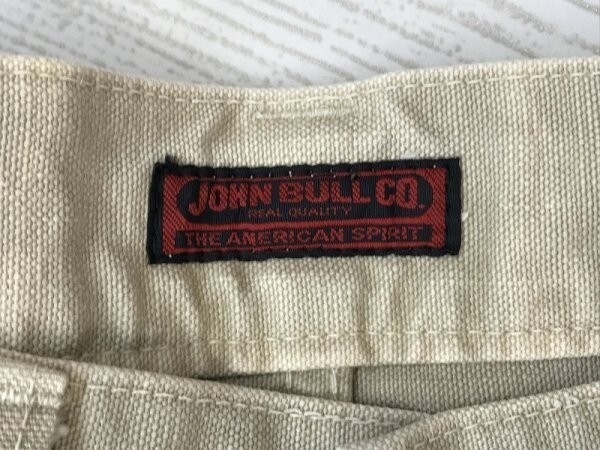 JOHN BULL CO.
REAL QUALITY
THE AMERICAN SPIRIT